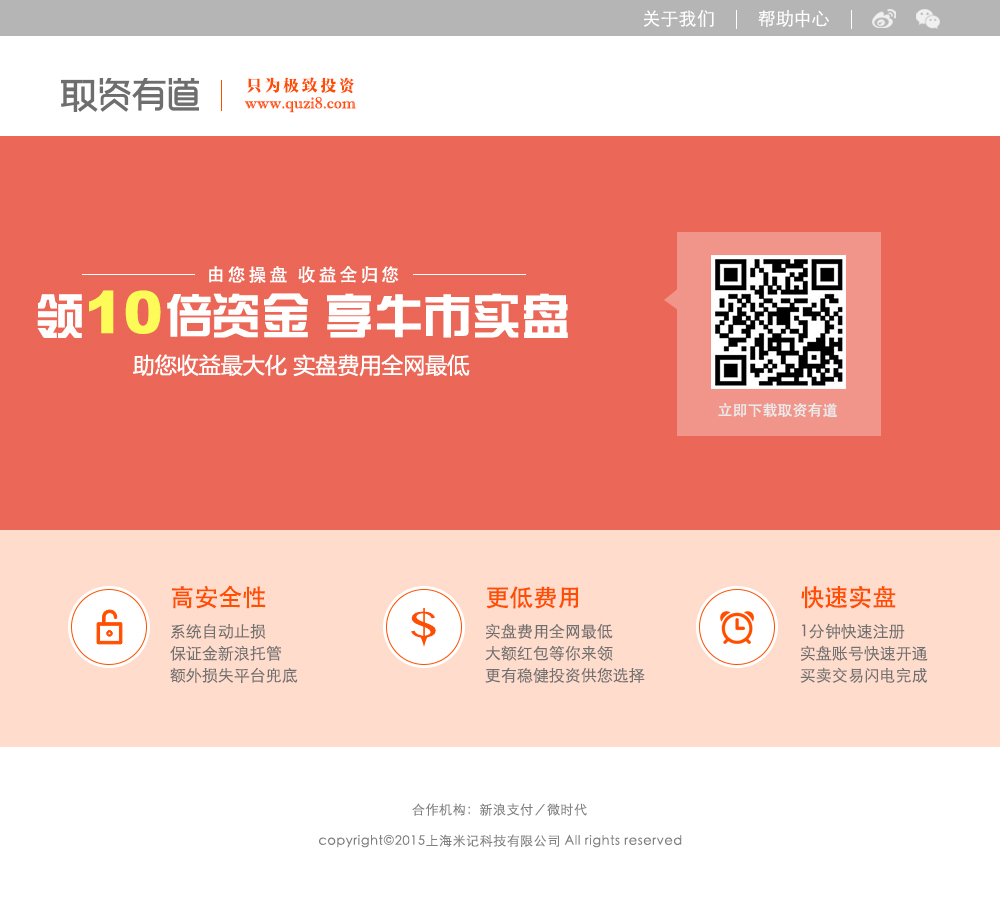 关于我们
帮助中心
取资有道
只为极致投资
www.quzi8.com
由您操盘 收益全归您
领10倍资金 享牛市实盘
助您收益最大化 实盘费用全网最低
立即下载取资有道
高安全性
系统自动止损
保证金新浪托管
额外损失平台兜底
更低费用
实盘费用全网最低
大额红包等你来领
更有稳健投资供您选择
快速实盘
1分钟快速注册
实盘账号快速开通
买卖交易闪电完成
合作机构：新浪支付／微时代
copyright©2015上海米记科技有限公司 All rights reserved